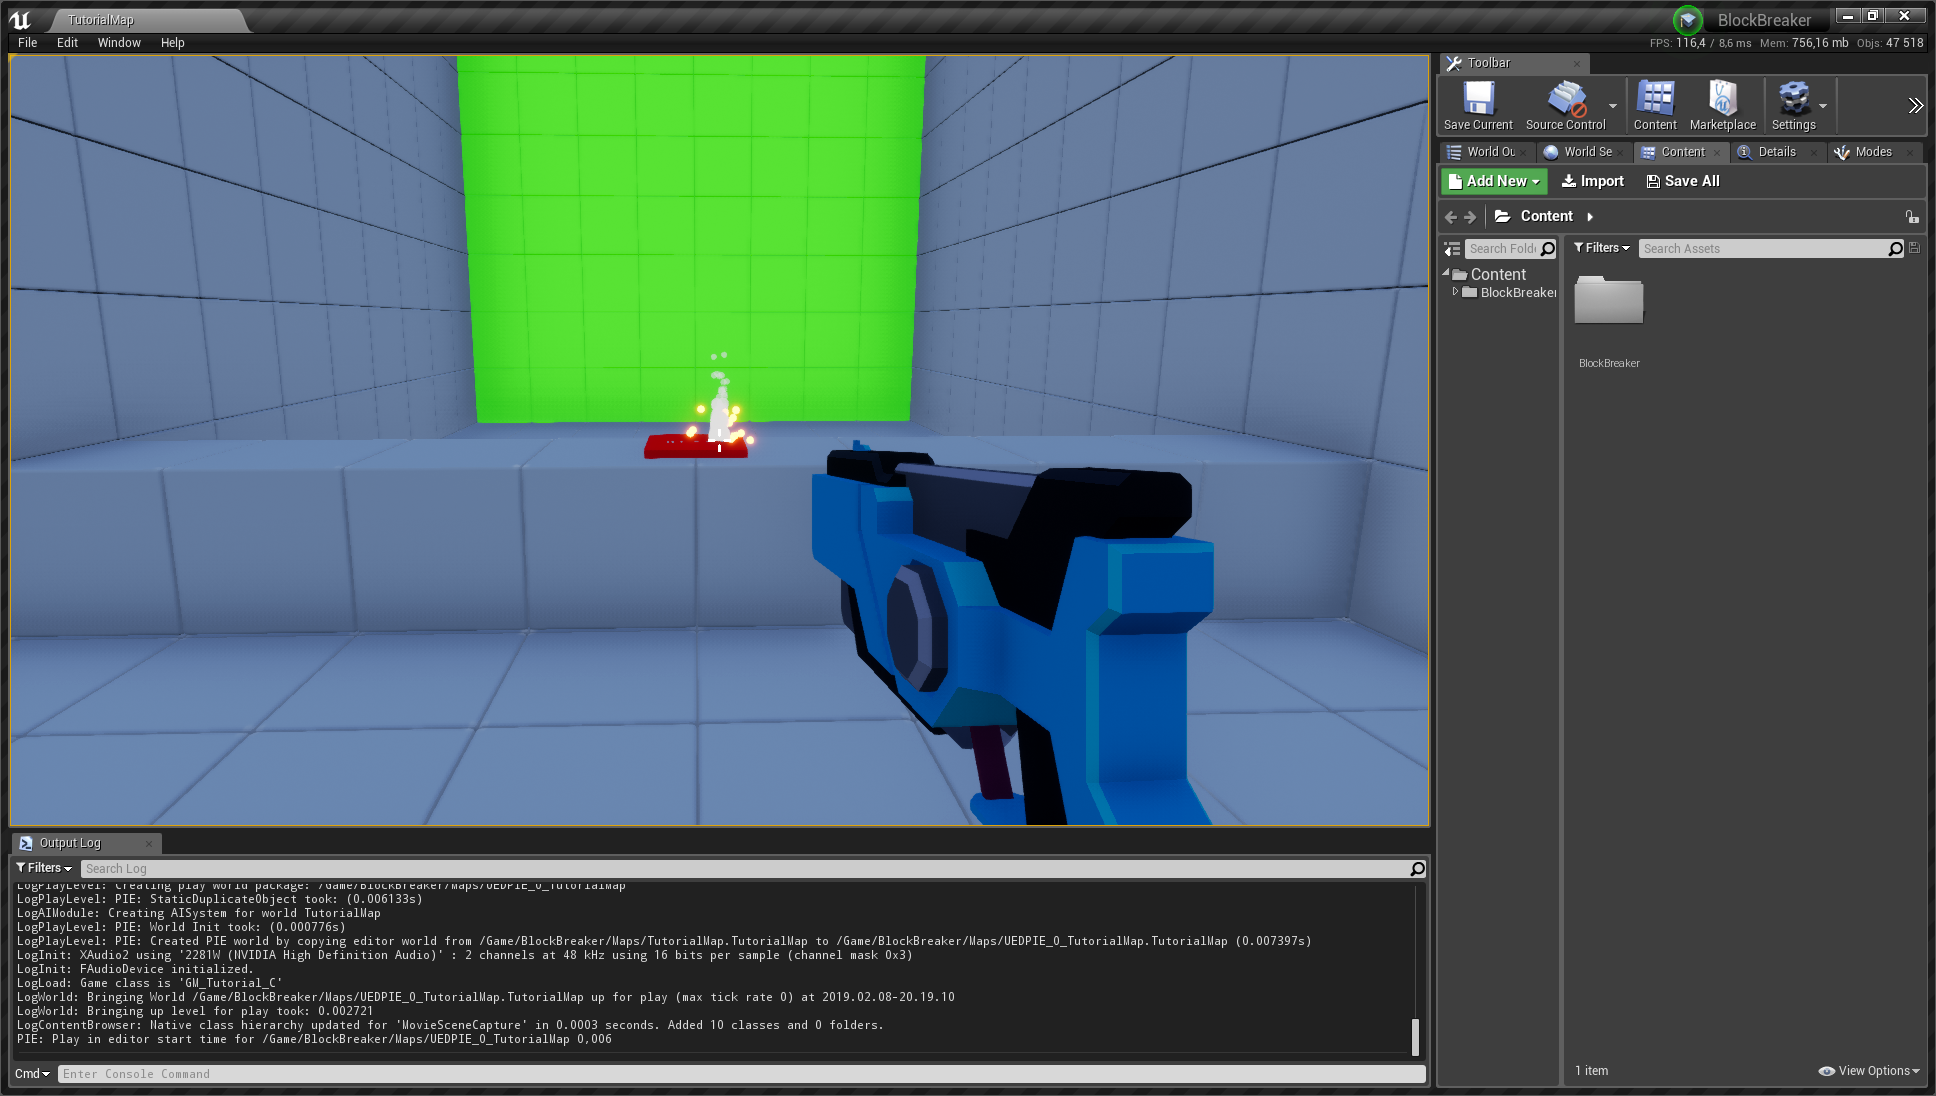 TutorialMap
BlockBreaker
File Edit Window Help
FPS: 116,4 / 8,6 ms Mem: 756,16 mb Objs: 47 518
Toolbar
Save Current Source Control Content Marketplace Settings
World Ou World Se Content Details Modes
Add New Import Save All
Content
Search Folde Filters Search Assets
Content
BlockBreaker
BlockBreaker
1 item View Options
Output Log
Filters Search Log
LogPlayLevel: Creating play world package: /Game/BlockBreaker/Maps/UEDPIE_0_TutorialMap
LogPlayLevel: PIE: StaticDuplicateObject took: (0.006133s)
LogAIModule: Creating AISystem for world TutorialMap
LogPlayLevel: PIE: World Init took: (0.000776s)
LogPlayLevel: PIE: Created PIE world by copying editor world from /Game/BlockBreaker/Maps/TutorialMap.TutorialMap to /Game/BlockBreaker/Maps/UEDPIE_0_TutorialMap.TutorialMap (0.007397s)
LogInit: XAudio2 using '2281W (NVIDIA High Definition Audio)' : 2 channels at 48 kHz using 16 bits per sample (channel mask 0x3)
LogInit: FAudioDevice initialized.
LogLoad: Game class is 'GM_Tutorial_C'
LogWorld: Bringing World /Game/BlockBreaker/Maps/UEDPIE_0_TutorialMap.TutorialMap up for play (max tick rate 0) at 2019.02.08-20.19.10
LogWorld: Bringing up level for play took: 0.002721
LogContentBrowser: Native class hierarchy updated for 'MovieSceneCapture' in 0.0003 seconds. Added 10 classes and 0 folders.
PIE: Play in editor start time for /Game/BlockBreaker/Maps/UEDPIE_0_TutorialMap 0,006
Cmd Enter Console Command